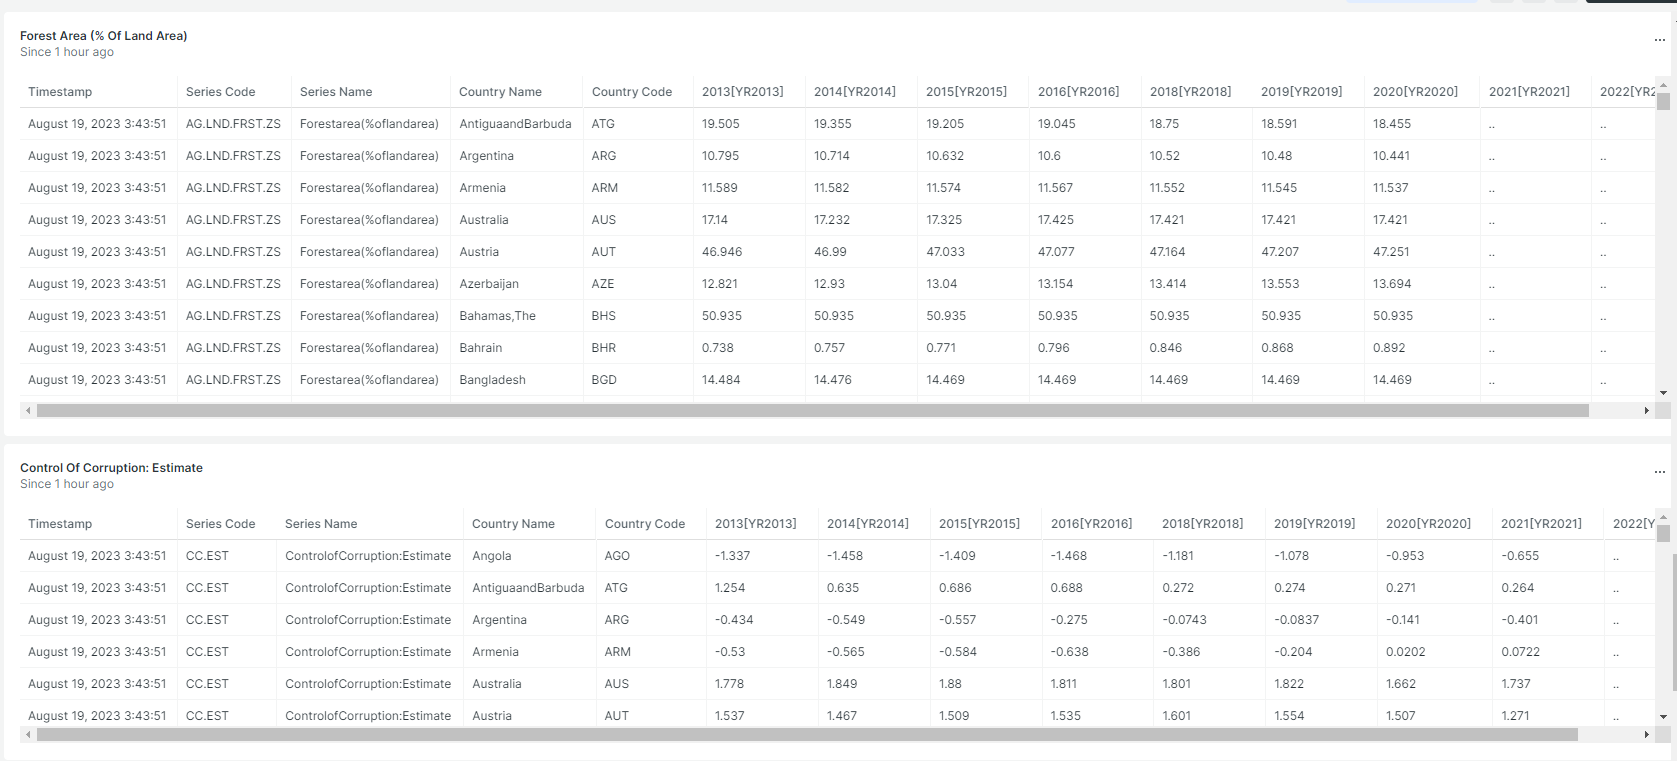 Forest Area (% Of Land Area)
Since 1 hour ago
...
Timestamp Series Code Series Name Country Name Country Code 2013[YR2013] 2014[YR2014] 2015[YR2015] 2016[YR2016] 2018[YR2018] 2019[YR2019] 2020[YR2020] 2021[YR2021] 2022[YR2
August 19, 2023 3:43:51 AG.LND.FRST.ZS Forestarea(%oflandarea) AntiguaandBarbuda ATG 19.505 19.355 19.205 19.045 18.75 18.591 18.455 .. ..
August 19, 2023 3:43:51 AG.LND.FRST.ZS Forestarea(%oflandarea) Argentina ARG 10.795 10.714 10.632 10.6 10.52 10.48 10.441 .. ..
August 19, 2023 3:43:51 AG.LND.FRST.ZS Forestarea(%oflandarea) Armenia ARM 11.589 11.582 11.574 11.567 11.552 11.545 11.537 .. ..
August 19, 2023 3:43:51 AG.LND.FRST.ZS Forestarea(%oflandarea) Australia AUS 17.14 17.232 17.325 17.425 17.421 17.421 17.421 .. ..
August 19, 2023 3:43:51 AG.LND.FRST.ZS Forestarea(%oflandarea) Austria AUT 46.946 46.99 47.033 47.077 47.164 47.207 47.251 .. ..
August 19, 2023 3:43:51 AG.LND.FRST.ZS Forestarea(%oflandarea) Azerbaijan AZE 12.821 12.93 13.04 13.154 13.414 13.553 13.694 .. ..
August 19, 2023 3:43:51 AG.LND.FRST.ZS Forestarea(%oflandarea) Bahamas,The BHS 50.935 50.935 50.935 50.935 50.935 50.935 50.935 .. ..
August 19, 2023 3:43:51 AG.LND.FRST.ZS Forestarea(%oflandarea) Bahrain BHR 0.738 0.757 0.771 0.796 0.846 0.868 0.892 .. ..
August 19, 2023 3:43:51 AG.LND.FRST.ZS Forestarea(%oflandarea) Bangladesh BGD 14.484 14.476 14.469 14.469 14.469 14.469 14.469 .. ..
Control Of Corruption: Estimate
Since 1 hour ago
...
Timestamp Series Code Series Name Country Name Country Code 2013[YR2013] 2014[YR2014] 2015[YR2015] 2016[YR2016] 2018[YR2018] 2019[YR2019] 2020[YR2020] 2021[YR2021] 2022[Y
August 19, 2023 3:43:51 CC.EST ControlofCorruption:Estimate Angola AGO -1.337 -1.458 -1.409 -1.468 -1.181 -1.078 -0.953 -0.655 ..
August 19, 2023 3:43:51 CC.EST ControlofCorruption:Estimate AntiguaandBarbuda ATG 1.254 0.635 0.686 0.688 0.272 0.274 0.271 0.264 ..
August 19, 2023 3:43:51 CC.EST ControlofCorruption:Estimate Argentina ARG -0.434 -0.549 -0.557 -0.275 -0.0743 -0.0837 -0.141 -0.401 ..
August 19, 2023 3:43:51 CC.EST ControlofCorruption:Estimate Armenia ARM -0.53 -0.565 -0.584 -0.638 -0.386 -0.204 0.0202 0.0722 ..
August 19, 2023 3:43:51 CC.EST ControlofCorruption:Estimate Australia AUS 1.778 1.849 1.88 1.811 1.801 1.822 1.662 1.737 ..
August 19, 2023 3:43:51 CC.EST ControlofCorruption:Estimate Austria AUT 1.537 1.467 1.509 1.535 1.601 1.554 1.507 1.271 ..